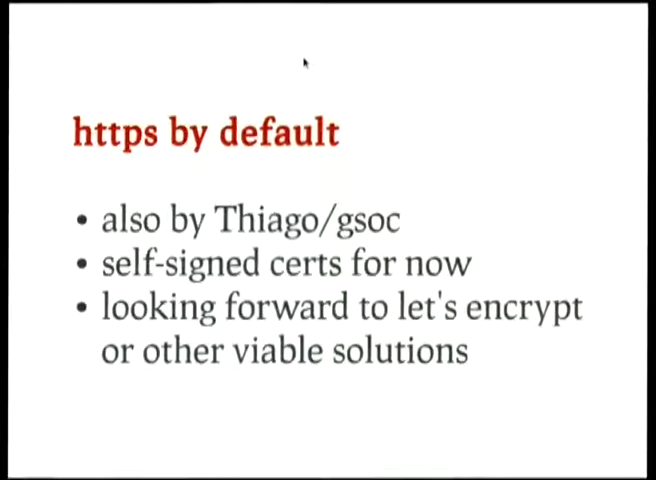 https by default
• also by Thiago/gsoc
• self-signed certs for now
• looking forward to let's encrypt
or other viable solutions